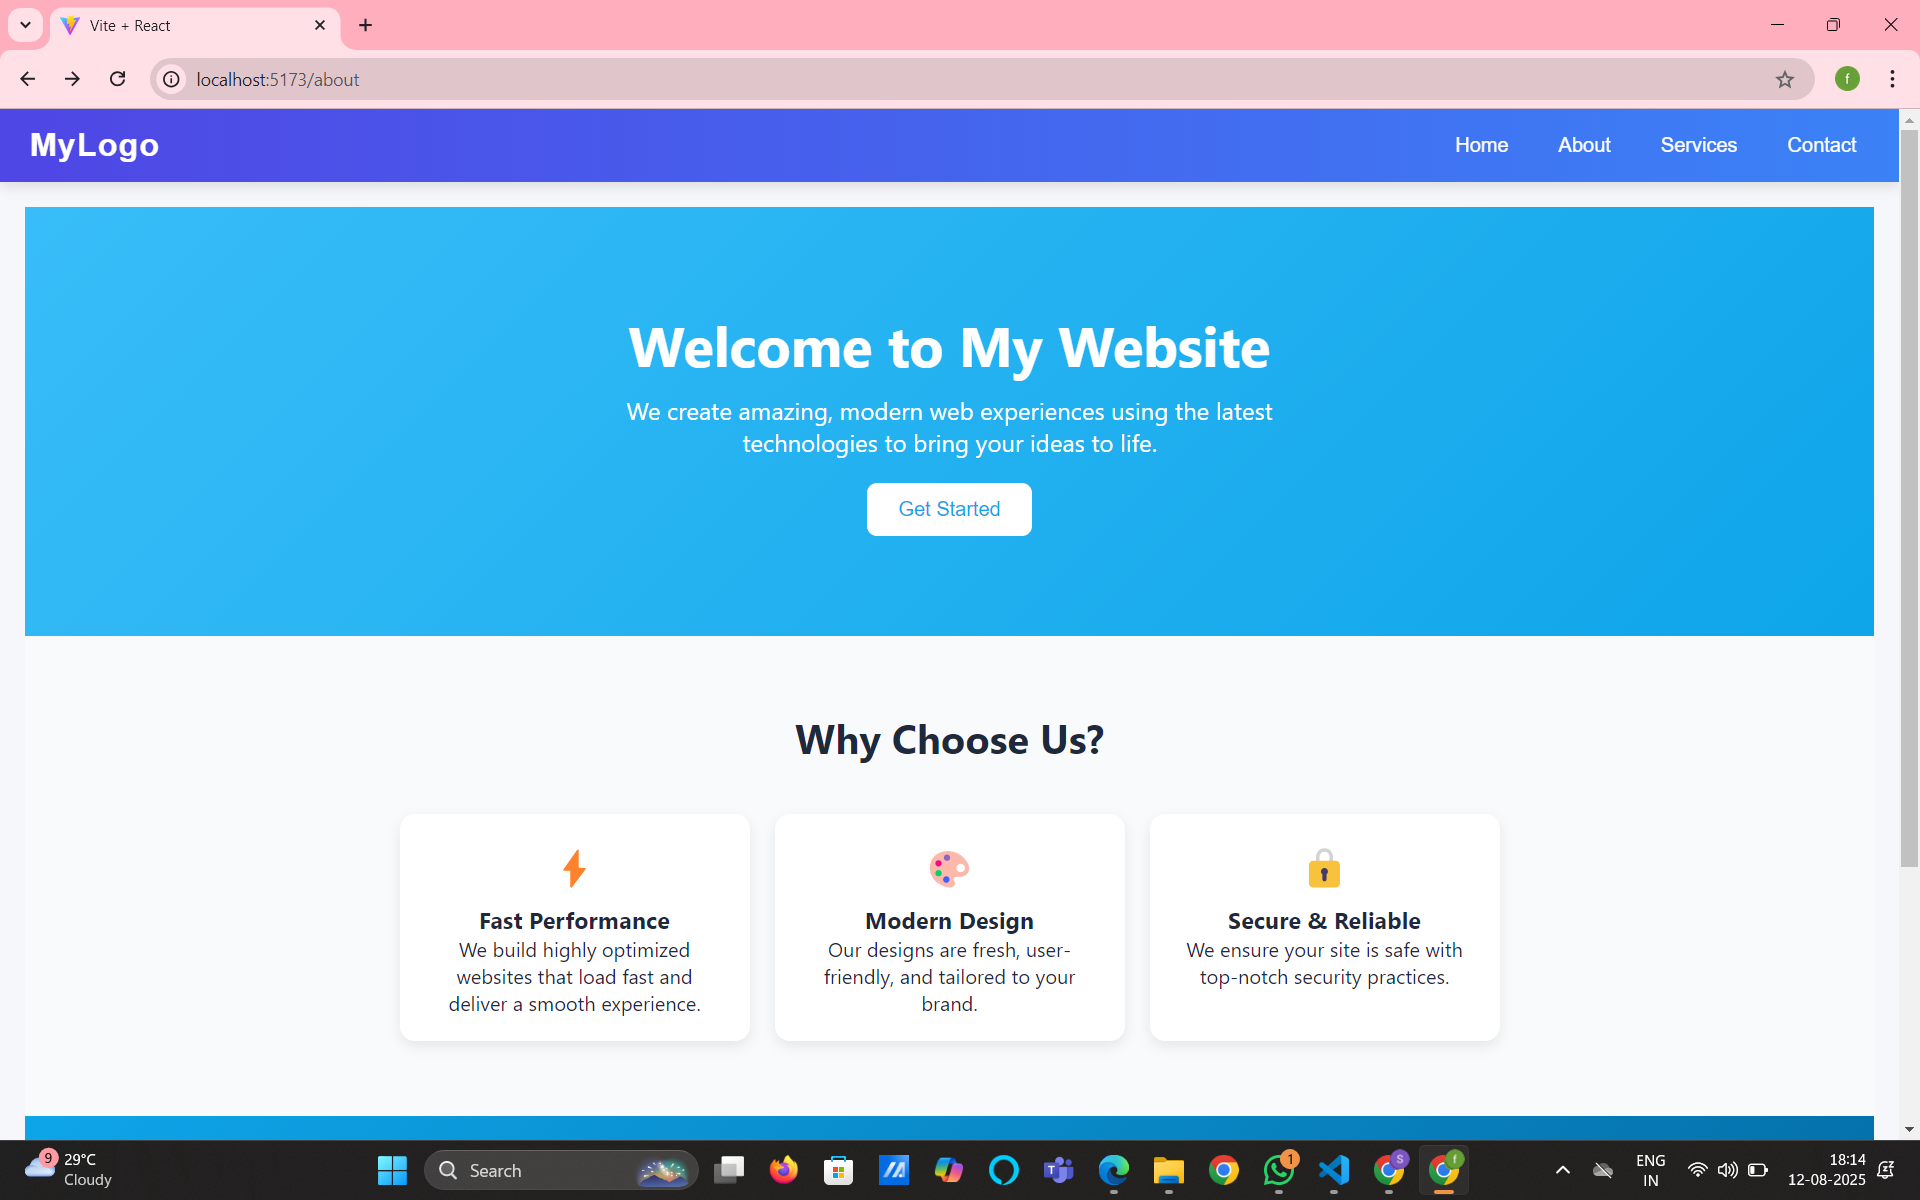 Vite + React
localhost:5173/about
MyLogo
Home
About
Services
Contact
Welcome to My Website
We create amazing, modern web experiences using the latest
technologies to bring your ideas to life.
Get Started
Why Choose Us?
Fast Performance
We build highly optimized
websites that load fast and
deliver a smooth experience.
Modern Design
Our designs are fresh, user-
friendly, and tailored to your
brand.
Secure & Reliable
We ensure your site is safe with
top-notch security practices.
9
29°C
Cloudy
Search
1
S
f
ENG
IN
18:14
12-08-2025
f